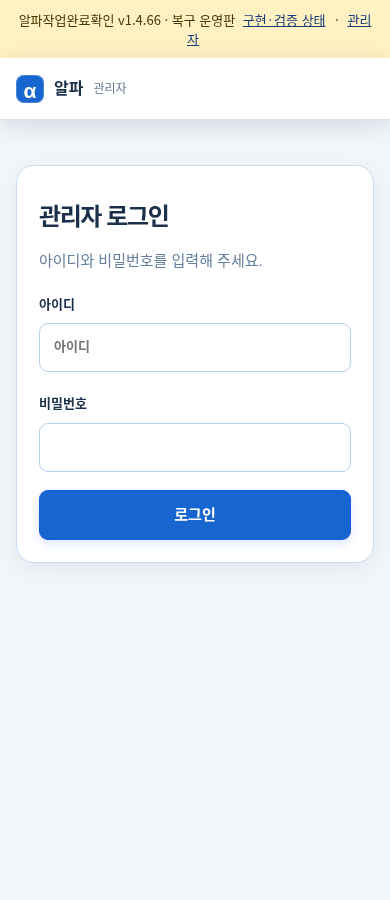 알파작업완료확인 v1.4.66 · 복구 운영판 구현·검증 상태 · 관리
자
α 알파 관리자
관리자 로그인
아이디와 비밀번호를 입력해 주세요.
아이디
아이디
비밀번호
로그인